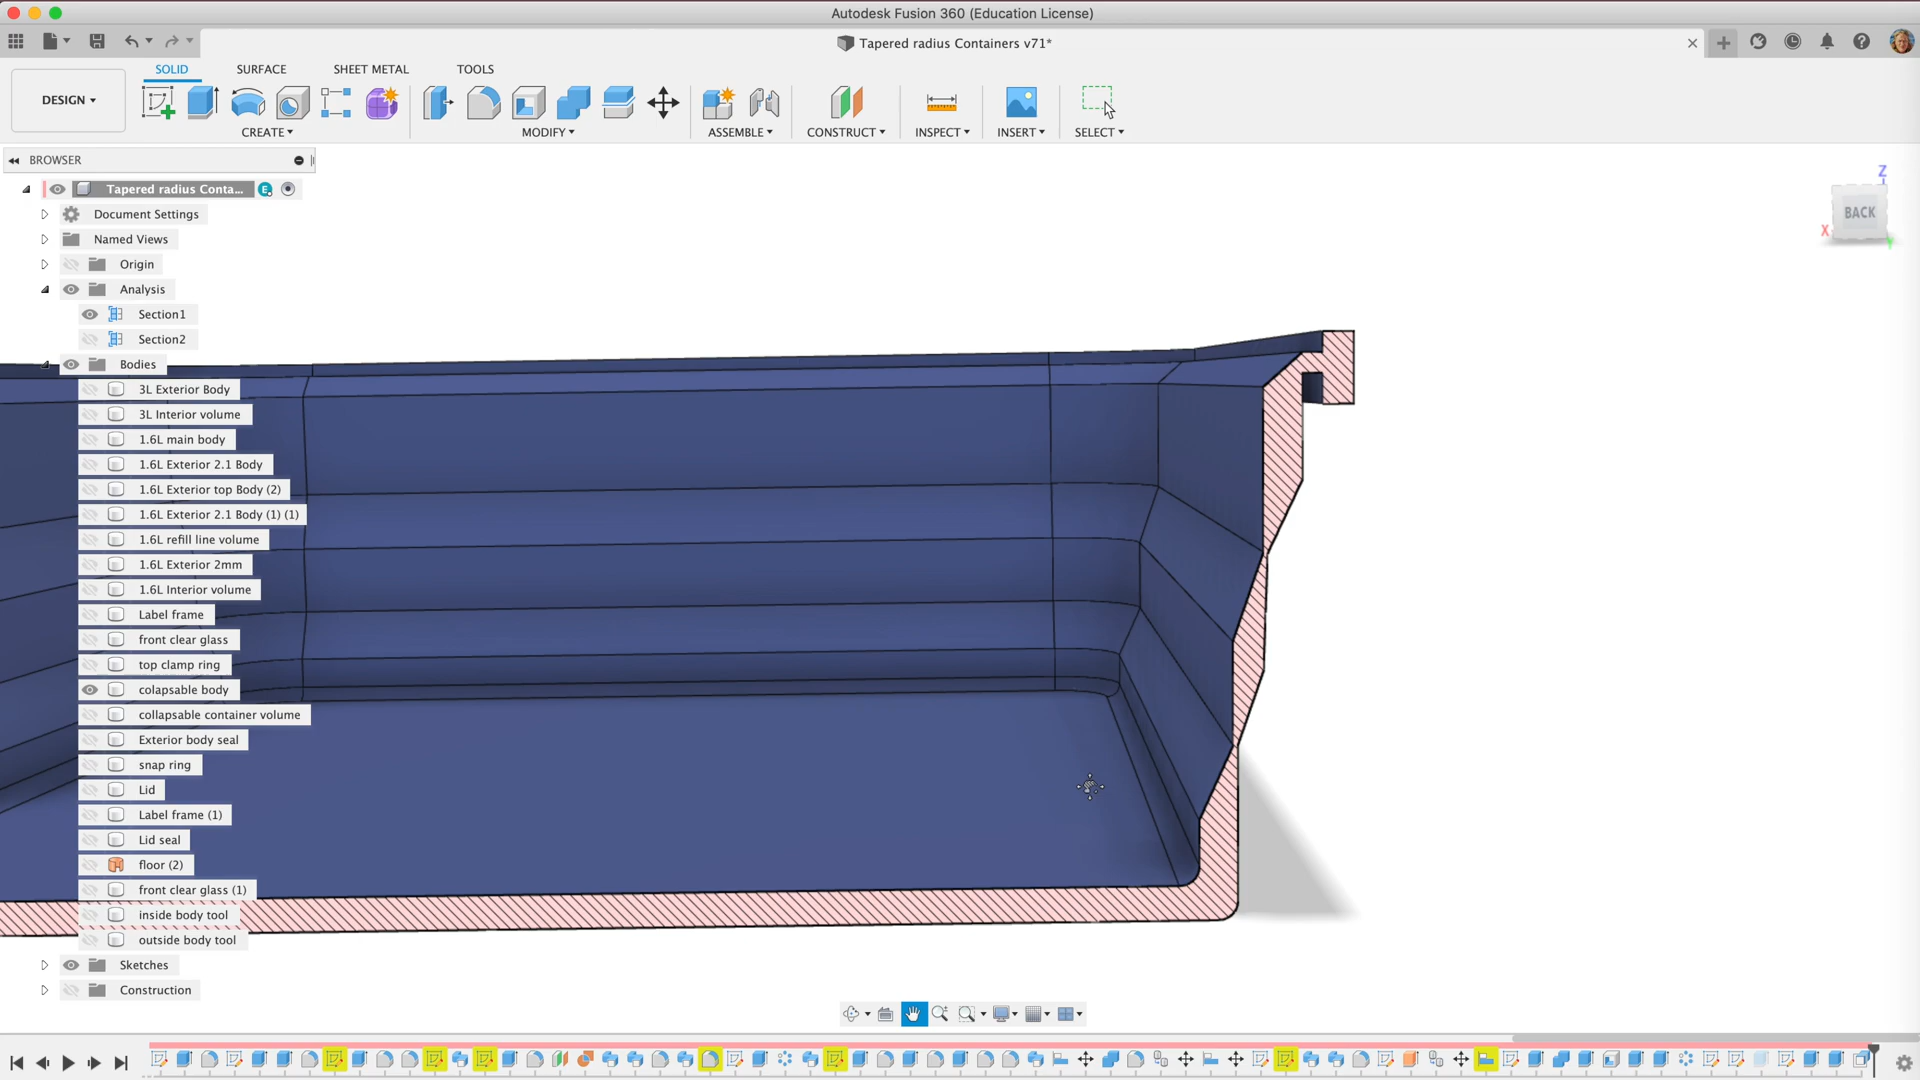 Autodesk Fusion 360 (Education License)
Tapered radius Containers v71*
SOLID SURFACE SHEET METAL TOOLS
DESIGN
CREATE MODIFY ASSEMBLE CONSTRUCT INSPECT INSERT SELECT
BROWSER
Tapered radius Conta...
E
Document Settings
Named Views
Origin
Analysis
Section1
Section2
Bodies
3L Exterior Body
3L Interior volume
1.6L main body
1.6L Exterior 2.1 Body
1.6L Exterior top Body (2)
1.6L Exterior 2.1 Body (1) (1)
1.6L refill line volume
1.6L Exterior 2mm
1.6L Interior volume
Label frame
front clear glass
top clamp ring
colapsable body
collapsable container volume
Exterior body seal
snap ring
Lid
Label frame (1)
Lid seal
floor (2)
front clear glass (1)
inside body tool
outside body tool
Sketches
Construction
Z
BACK
X
Y